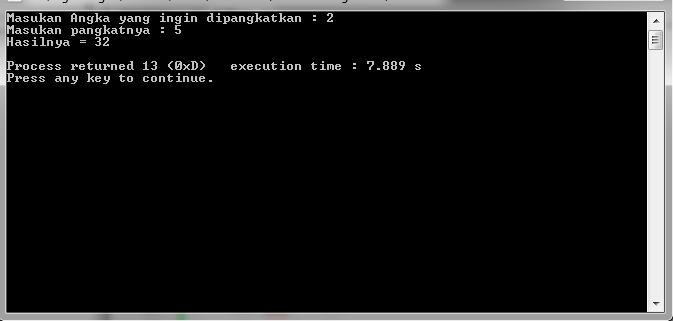 Masukan Angka yang ingin dipangkatkan : 2
Masukan pangkatnya : 5
Hasilnya = 32
Process returned 13 (0xD)   execution time : 7.889 s
Press any key to continue.